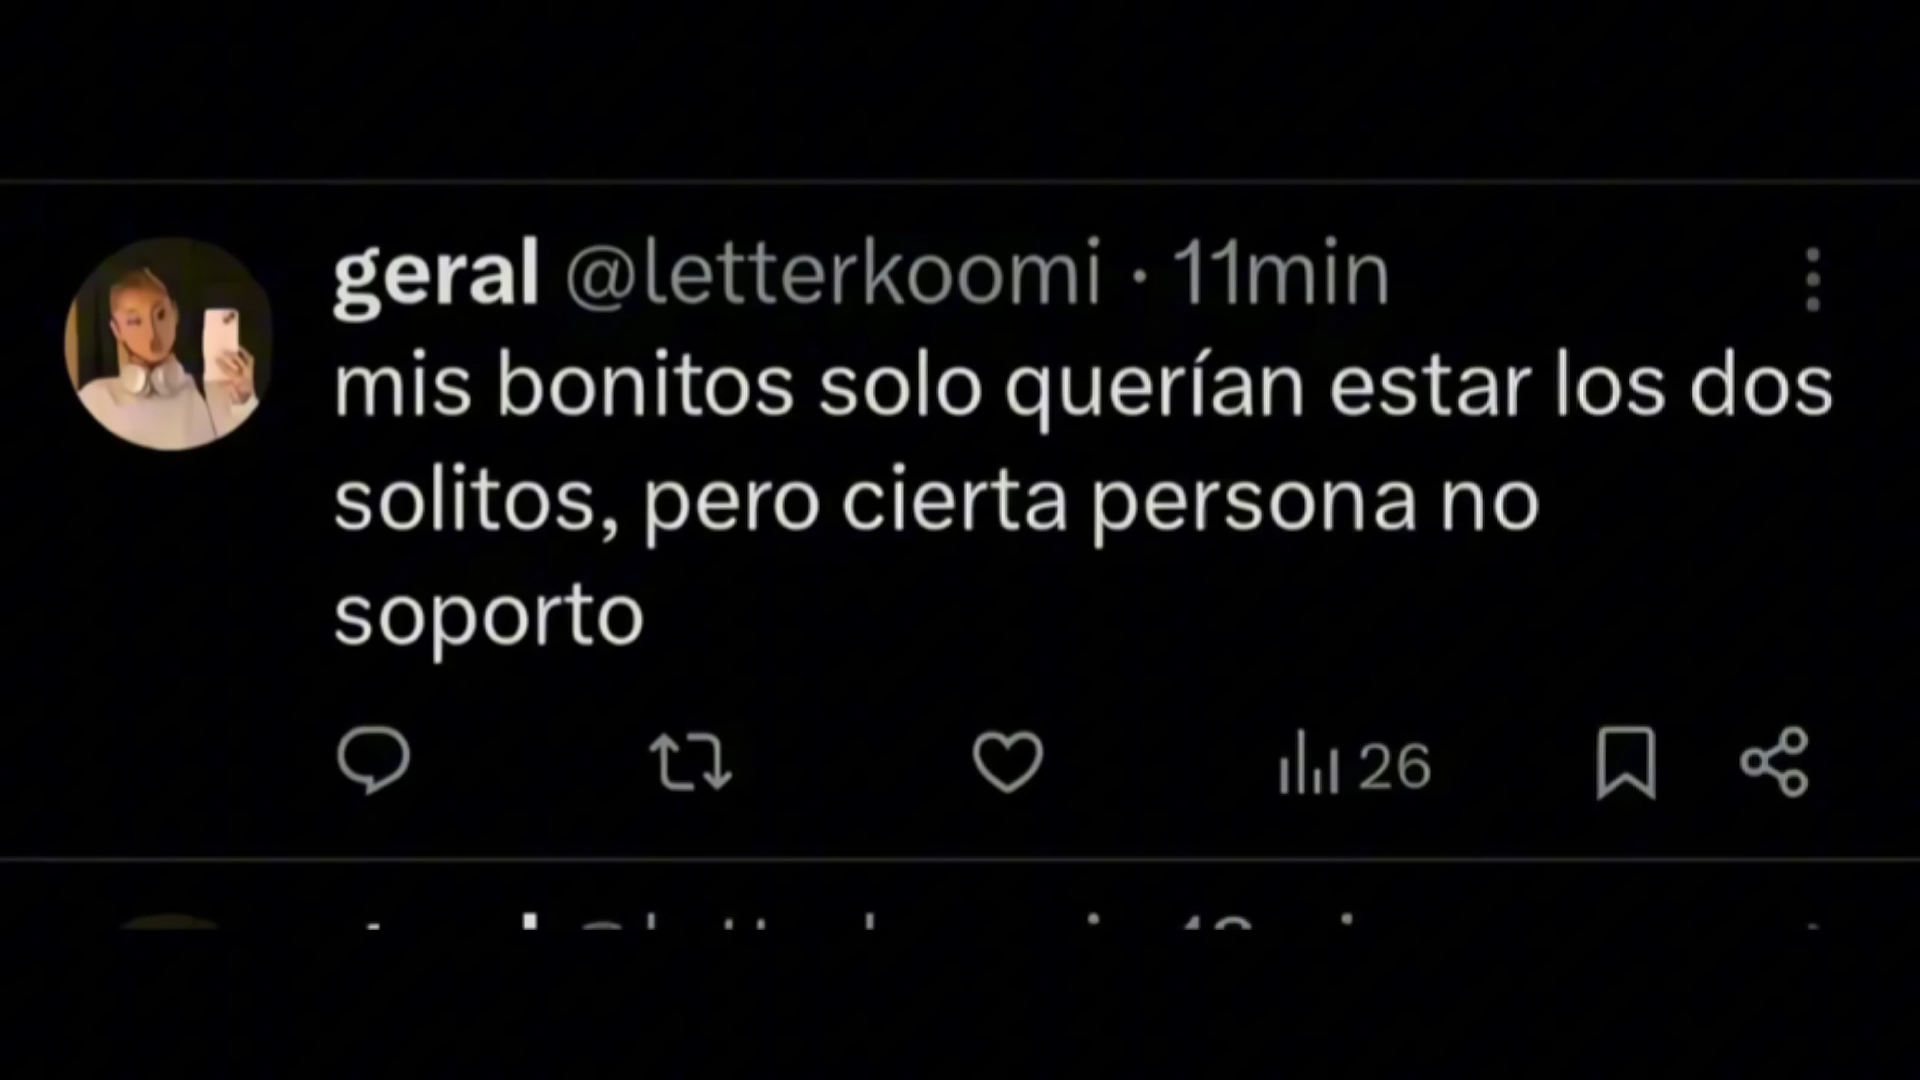 geral @letterkoomi · 11min
mis bonitos solo querían estar los dos
solitos, pero cierta persona no
soporto
26